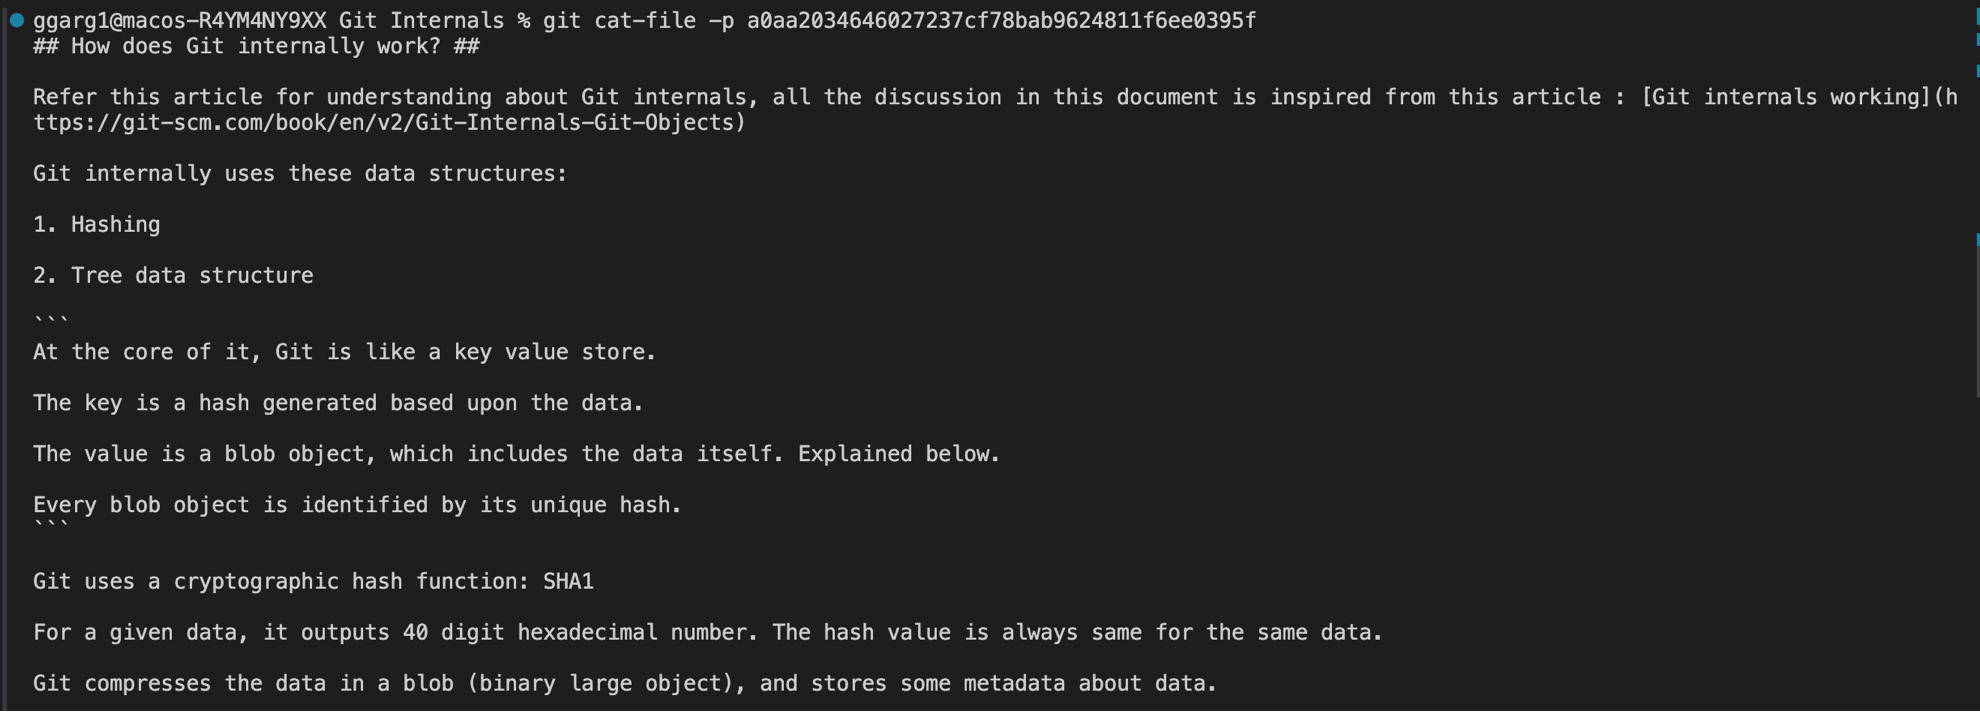 ggarg1@macos-R4YM4NY9XX Git Internals % git cat-file -p a0aa2034646027237cf78bab9624811f6ee0395f
## How does Git internally work? ##
Refer this article for understanding about Git internals, all the discussion in this document is inspired from this article : [Git internals working](h
ttps://git-scm.com/book/en/v2/Git-Internals-Git-Objects)
Git internally uses these data structures:
1. Hashing
2. Tree data structure
```
At the core of it, Git is like a key value store.
The key is a hash generated based upon the data.
The value is a blob object, which includes the data itself. Explained below.
Every blob object is identified by its unique hash.
```
Git uses a cryptographic hash function: SHA1
For a given data, it outputs 40 digit hexadecimal number. The hash value is always same for the same data.
Git compresses the data in a blob (binary large object), and stores some metadata about data.